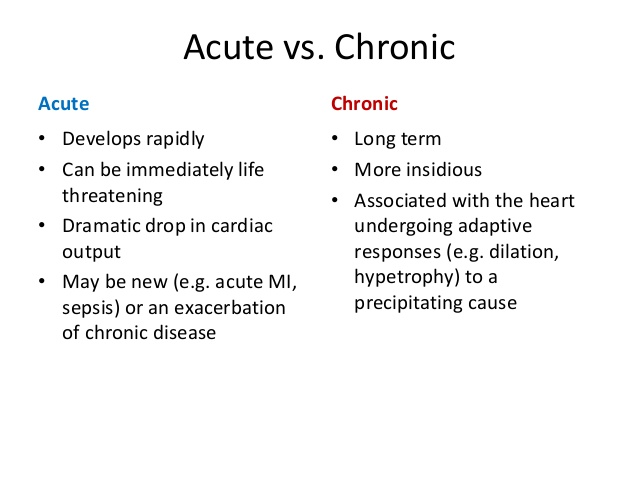 Acute vs. Chronic
Acute
• Develops rapidly
• Can be immediately life
threatening
• Dramatic drop in cardiac
output
• May be new (e.g. acute MI,
sepsis) or an exacerbation
of chronic disease
Chronic
• Long term
• More insidious
• Associated with the heart
undergoing adaptive
responses (e.g. dilation,
hypetrophy) to a
precipitating cause